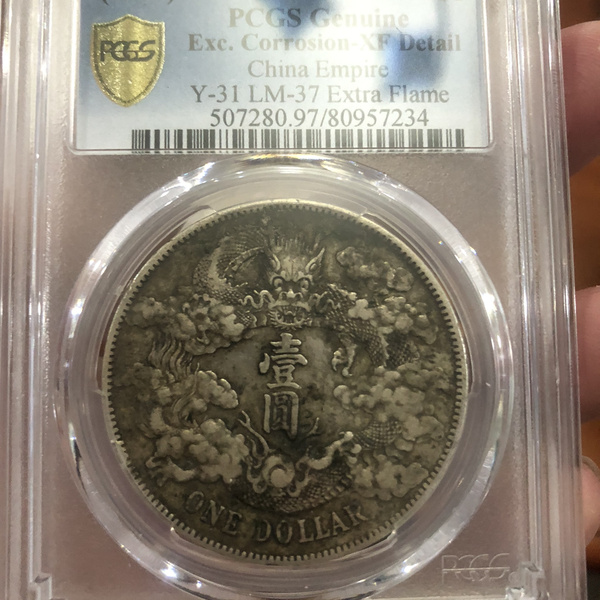 PCGS
PCGS Genuine
Exc. Corrosion-XF Detail
China Empire
Y-31 LM-37 Extra Flame
507280.97/80957234
壹
圓
ONE DOLLAR
PCGS